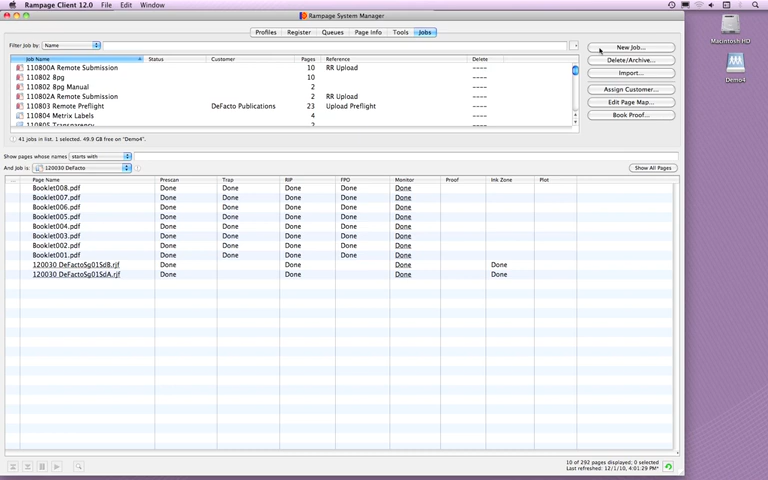 Rampage Client 12.0 File Edit Window 4:01 PM
Rampage System Manager
Profiles Register Queues Page Info Tools Jobs
Filter Job by: Name
New Job...
Job Name Status Customer Pages Reference Delete
110800A Remote Submission 10 RR Upload ----
Delete/Archive...
110802 8pg 10 ----
Import...
110802 8pg Manual 2 ----
110802A Remote Submission 2 RR Upload ----
Assign Customer...
110803 Remote Preflight DeFacto Publications 23 Upload Preflight ----
Edit Page Map...
110804 Metrix Labels 4 ----
Book Proof...
110805 Transparency
41 jobs in list. 1 selected. 49.9 GB free on "Demo4".
Show pages whose names starts with
And Job is: 120030 DeFacto
Show All Pages
... Page Name Prescan Trap RIP FPO Monitor Proof Ink Zone Plot
Booklet008.pdf Done Done Done Done Done
Booklet007.pdf Done Done Done Done Done
Booklet006.pdf Done Done Done Done Done
Booklet005.pdf Done Done Done Done Done
Booklet004.pdf Done Done Done Done Done
Booklet003.pdf Done Done Done Done Done
Booklet002.pdf Done Done Done Done Done
Booklet001.pdf Done Done Done Done Done
120030 DeFactoSg01SdB.rjf Done Done Done Done
120030 DeFactoSg01SdA.rjf Done Done Done Done
10 of 292 pages displayed; 0 selected
Last refreshed: 12/1/10, 4:01:29 PM
Macintosh HD
Demo4